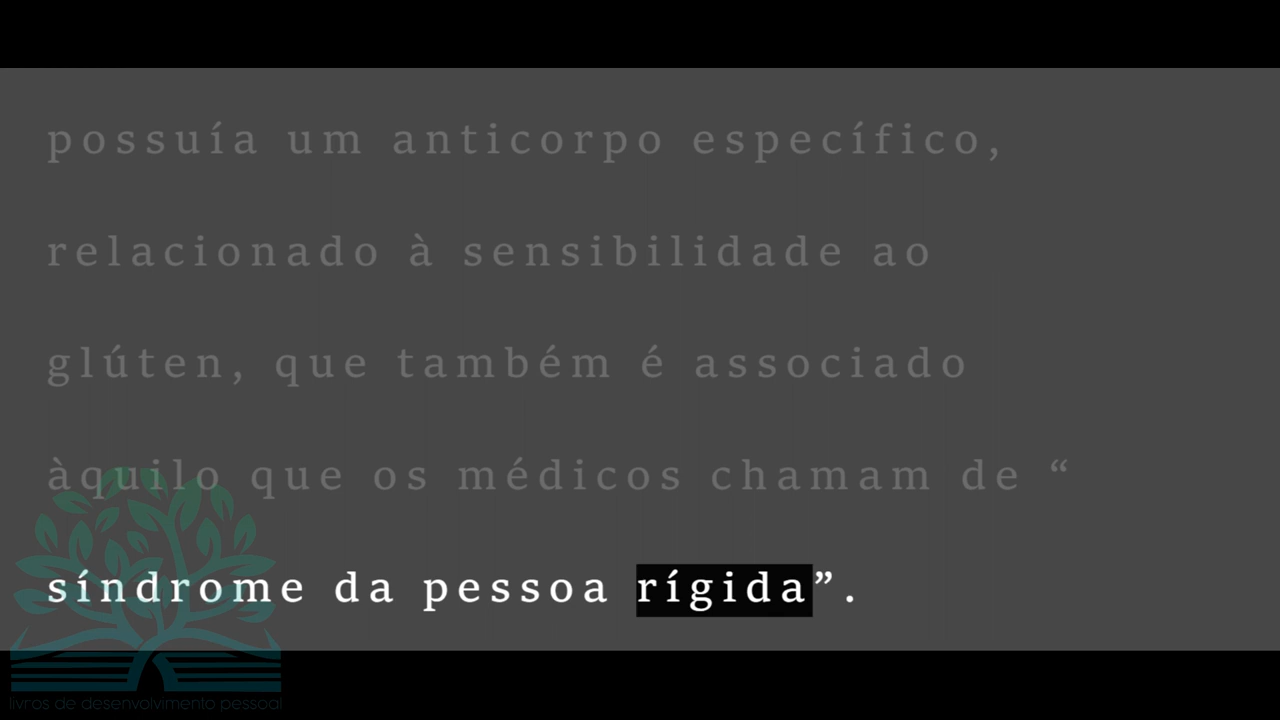 possuía um anticorpo específico,
relacionado à sensibilidade ao
glúten, que também é associado
àquilo que os médicos chamam de “
síndrome da pessoa rígida”.
livros de desenvolvimento pessoal